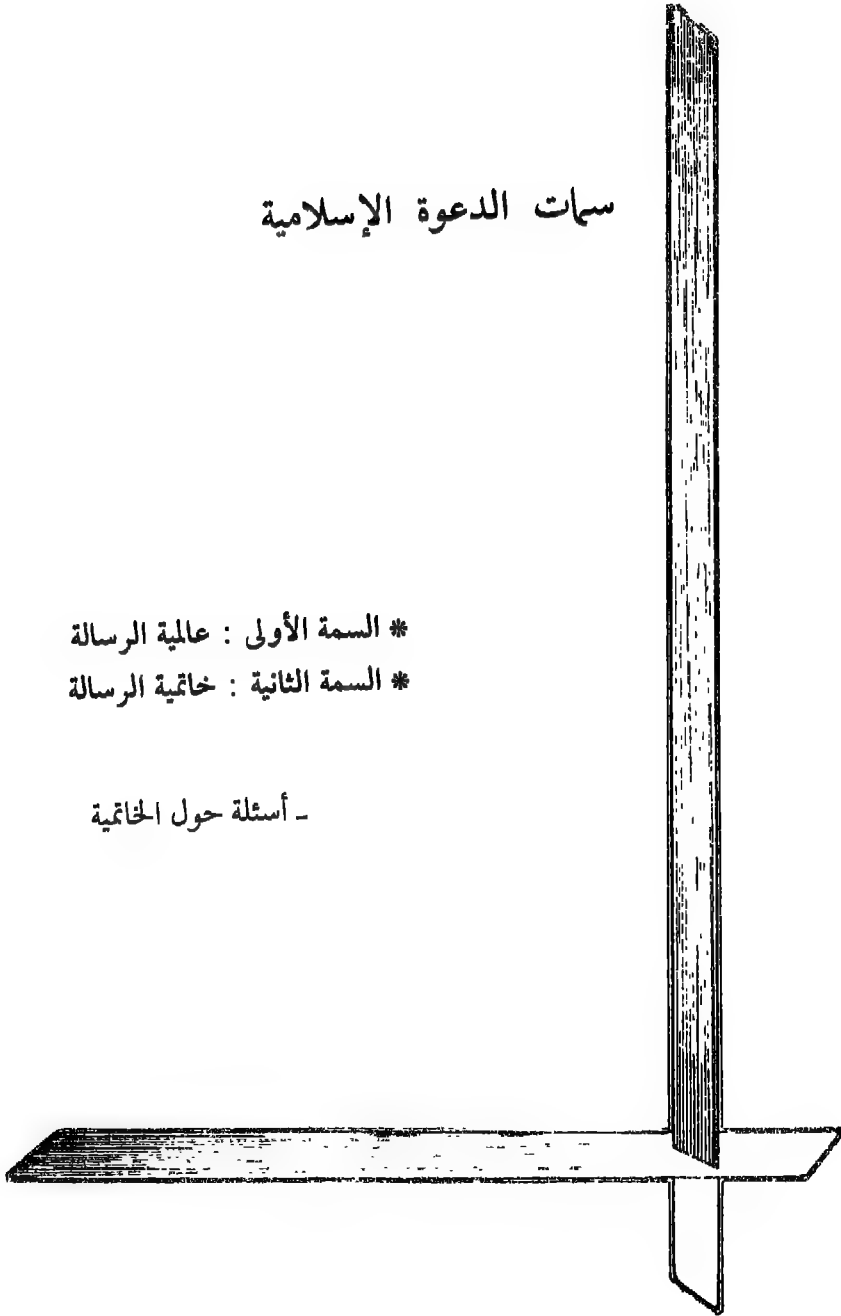 سمات الدعوة الإسلامية
* السمة الأولى : عالمية الرسالة
* السمة الثانية : خاتمية الرسالة
ـ أسئلة حول الخاتمية